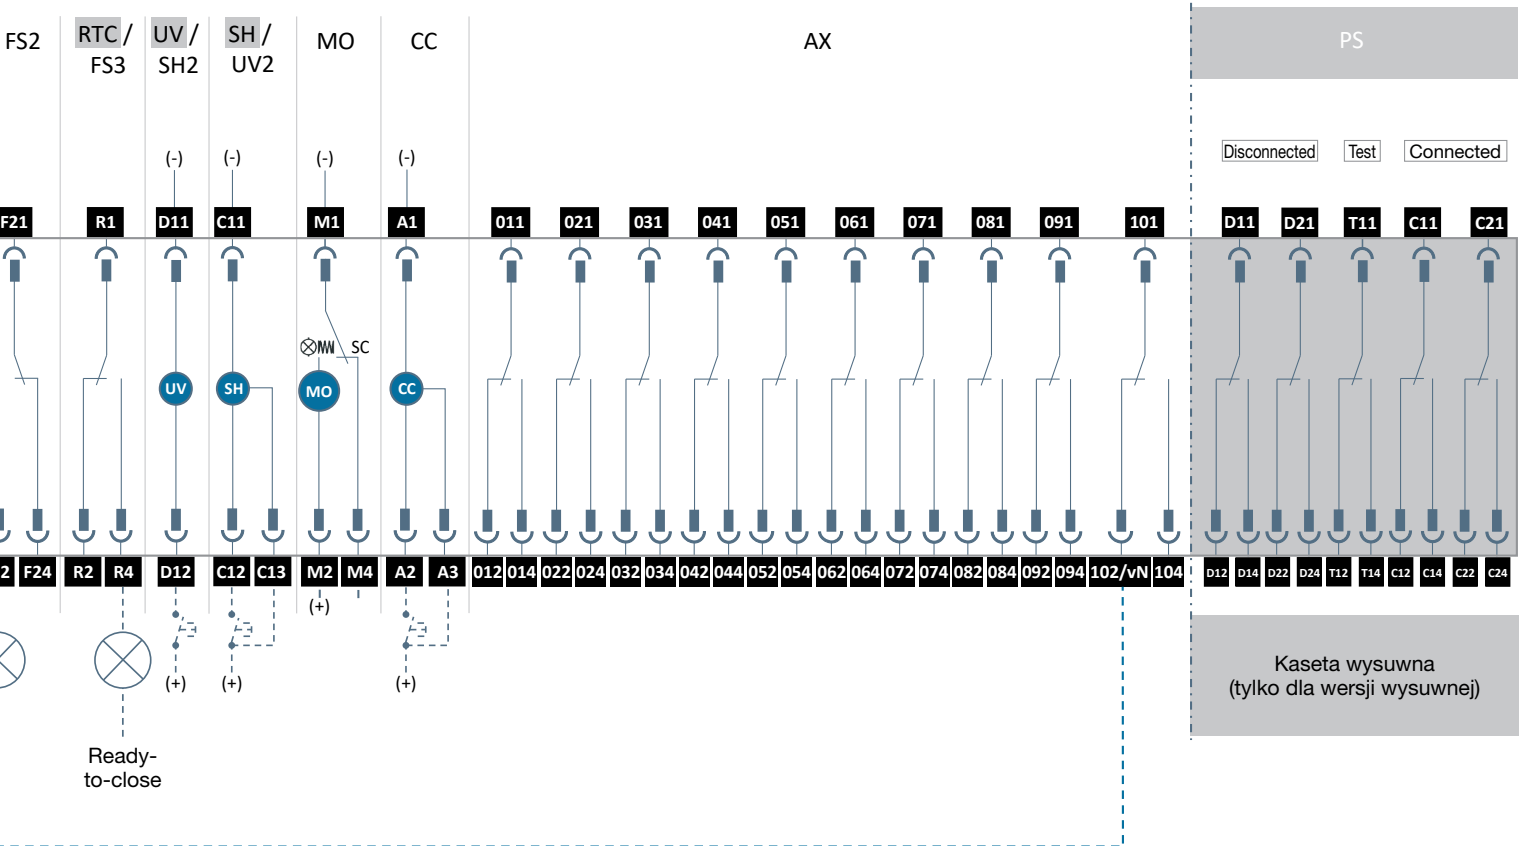 FS2
RTC /
FS3
UV /
SH2
SH /
UV2
MO
CC
AX
PS
Disconnected Test Connected
(-) (-) (-) (-)
F21 R1 D11 C11 M1 A1 011 021 031 041 051 061 071 081 091 101 D11 D21 T11 C11 C21
SC
UV SH MO CC
2 F24 R2 R4 D12 C12 C13 M2 M4 A2 A3 012 014 022 024 032 034 042 044 052 054 062 064 072 074 082 084 092 094 102/vN 104 D12 D14 D22 D24 T12 T14 C12 C14 C22 C24
(+)
(+) (+) (+)
Ready-
to-close
Kaseta wysuwna
(tylko dla wersji wysuwnej)